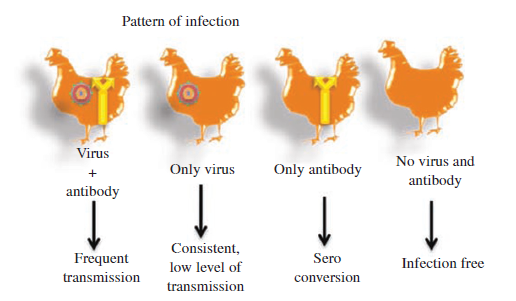 Pattern of infection
Virus
+
antibody
Only virus
Only antibody
No virus and
antibody
Frequent
transmission
Consistent,
low level of
transmission
Sero
conversion
Infection free